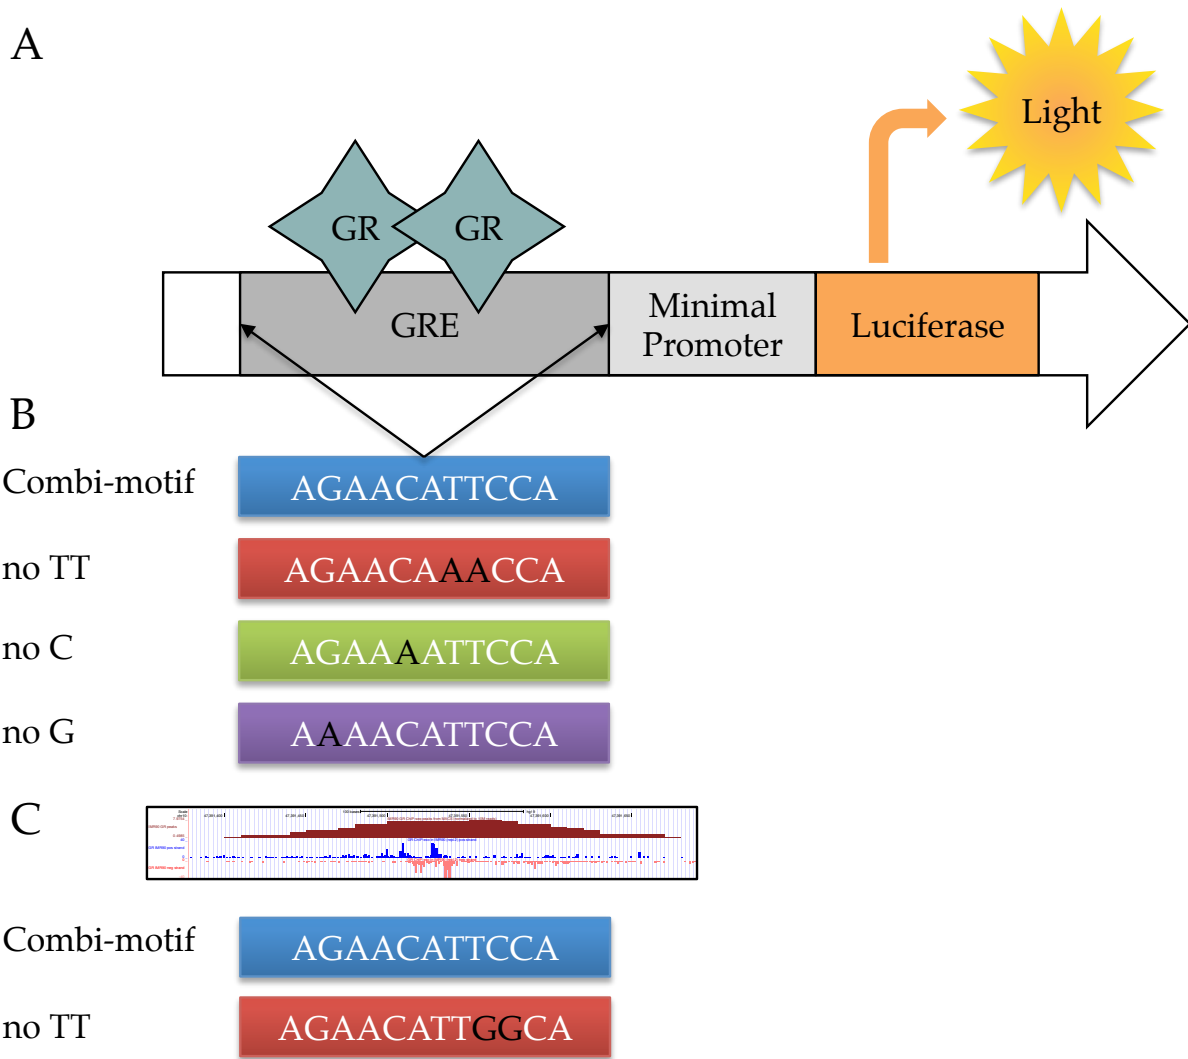 A
Light
GR
GR
GRE
Minimal
Promoter
Luciferase
B
Combi-motif
AGAACATTCCA
no TT
AGAACAAACCA
no C
AGAAAATTCCA
no G
AAAACATTCCA
C
Combi-motif
AGAACATTCCA
no TT
AGAACATTGGCA